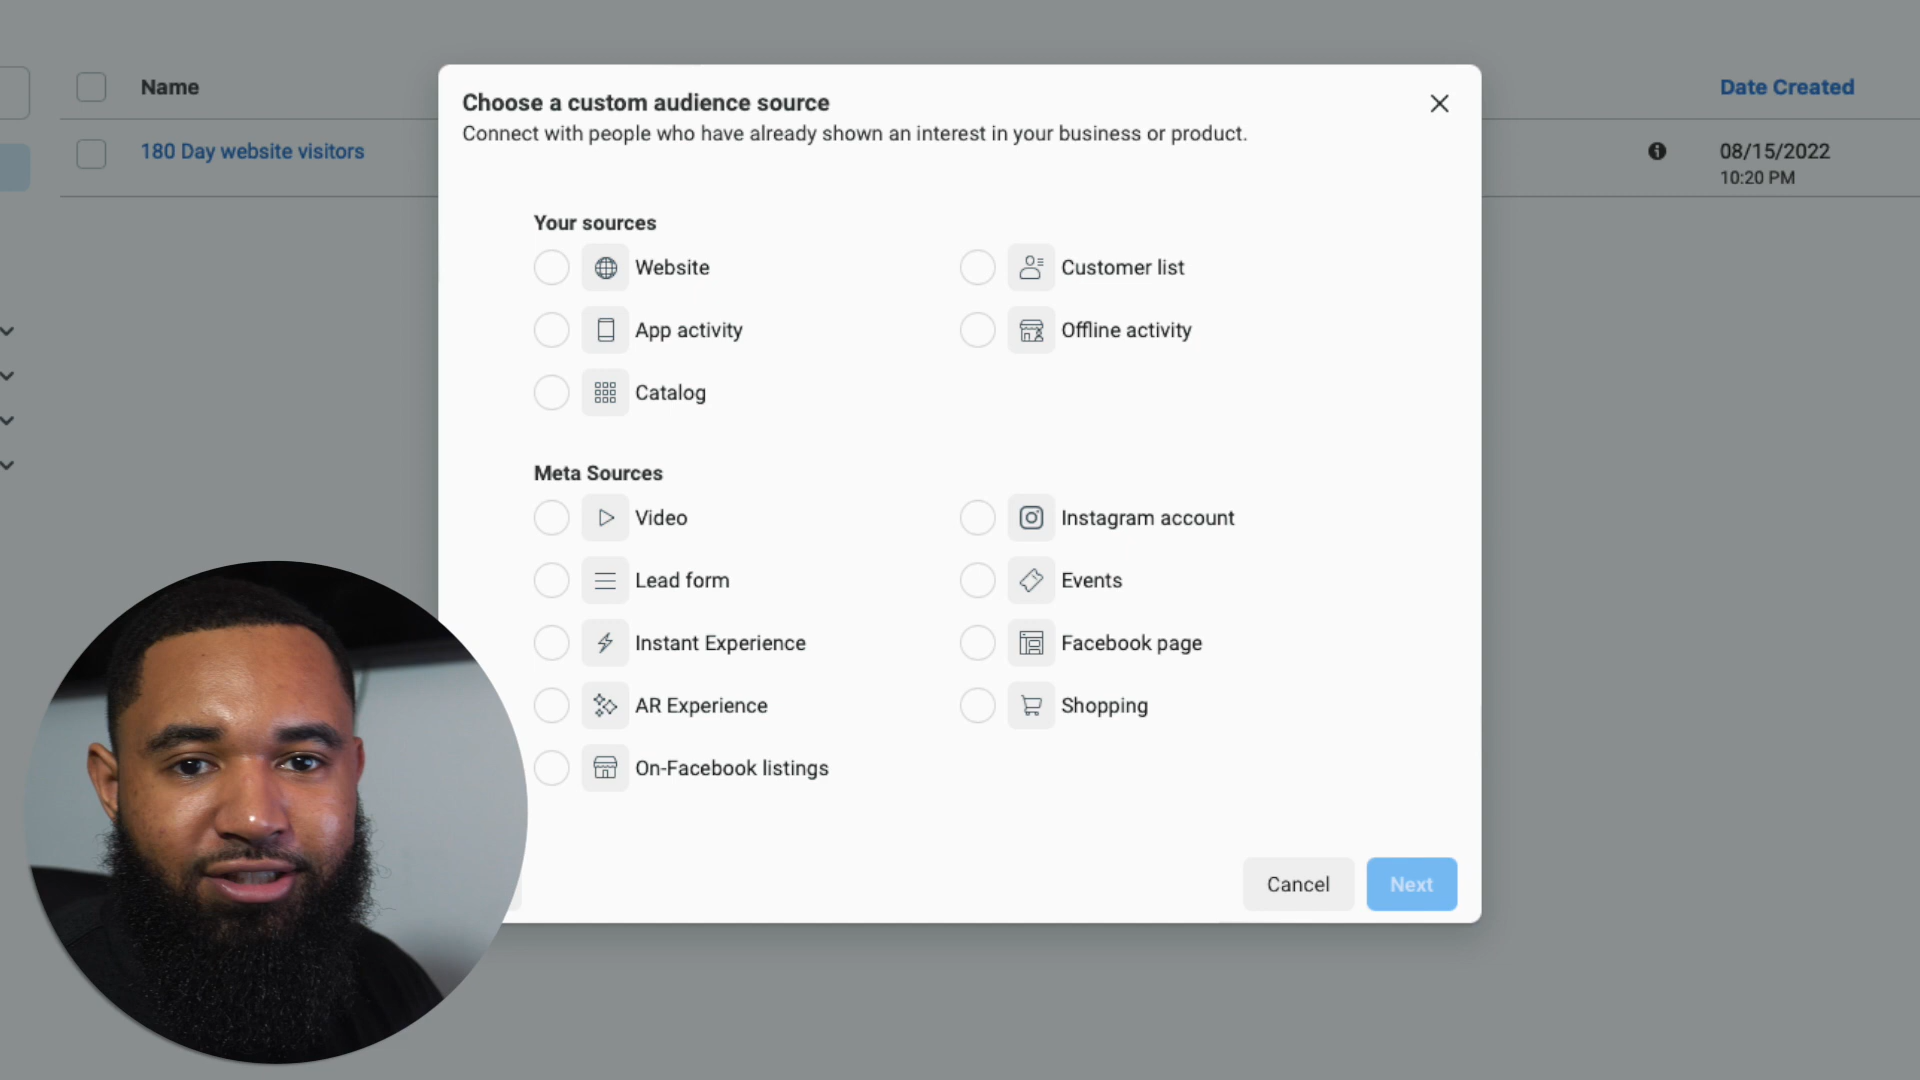 Name
Date Created
180 Day website visitors
08/15/2022
10:20 PM
Choose a custom audience source
Connect with people who have already shown an interest in your business or product.
Your sources
Website
Customer list
App activity
Offline activity
Catalog
Meta Sources
Video
Instagram account
Lead form
Events
Instant Experience
Facebook page
AR Experience
Shopping
On-Facebook listings
Cancel
Next